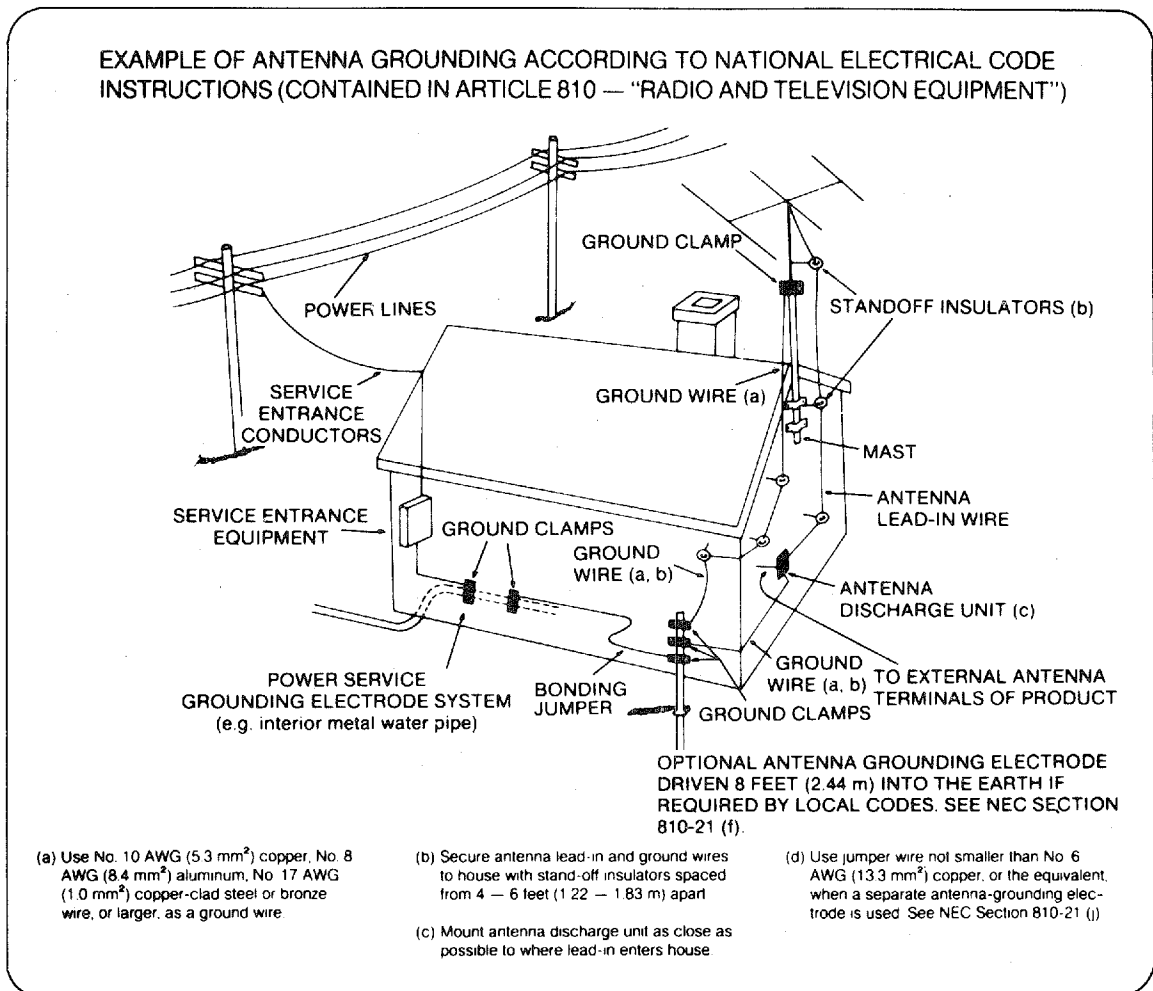 EXAMPLE OF ANTENNA GROUNDING ACCORDING TO NATIONAL ELECTRICAL CODE
INSTRUCTIONS (CONTAINED IN ARTICLE 810 — “RADIO AND TELEVISION EQUIPMENT”)
GROUND CLAMP
POWER LINES
STANDOFF INSULATORS (b)
SERVICE
ENTRANCE
CONDUCTORS
GROUND WIRE (a)
MAST
ANTENNA
LEAD-IN WIRE
SERVICE ENTRANCE
EQUIPMENT
GROUND CLAMPS
GROUND
WIRE (a, b)
ANTENNA
DISCHARGE UNIT (c)
POWER SERVICE
GROUNDING ELECTRODE SYSTEM
(e.g. interior metal water pipe)
BONDING
JUMPER
GROUND
WIRE (a, b)
TO EXTERNAL ANTENNA
TERMINALS OF PRODUCT
GROUND CLAMPS
OPTIONAL ANTENNA GROUNDING ELECTRODE
DRIVEN 8 FEET (2.44 m) INTO THE EARTH IF
REQUIRED BY LOCAL CODES. SEE NEC SECTION
810-21 (f).
(a) Use No. 10 AWG (5.3 mm²) copper, No. 8
AWG (8.4 mm²) aluminum, No. 17 AWG
(1.0 mm²) copper-clad steel or bronze
wire, or larger, as a ground wire.
(b) Secure antenna lead-in and ground wires
to house with stand-off insulators spaced
from 4 — 6 feet (1.22 — 1.83 m) apart
(c) Mount antenna discharge unit as close as
possible to where lead-in enters house.
(d) Use jumper wire not smaller than No. 6
AWG (13.3 mm²) copper, or the equivalent,
when a separate antenna-grounding elec-
trode is used. See NEC Section 810-21 (j)